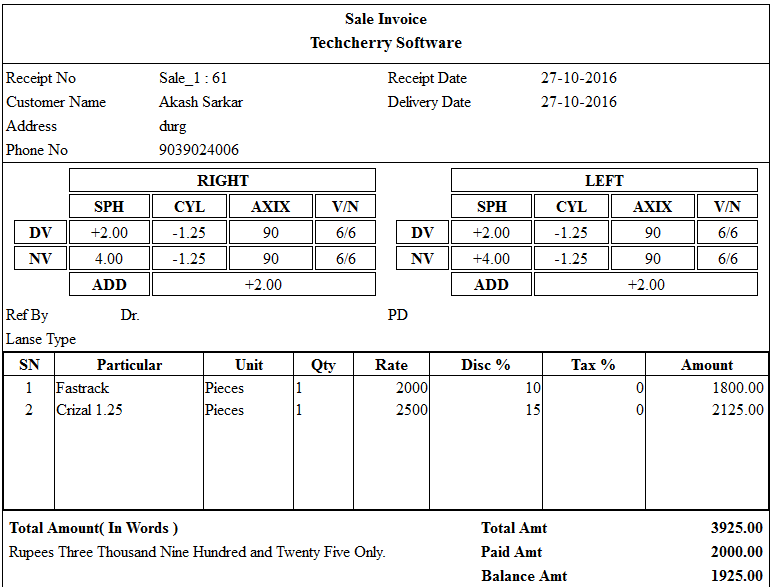 Sale Invoice
Techcherry Software
Receipt No Sale_1 : 61 Receipt Date 27-10-2016
Customer Name Akash Sarkar Delivery Date 27-10-2016
Address durg
Phone No 9039024006
RIGHT LEFT
SPH CYL AXIX V/N SPH CYL AXIX V/N
DV +2.00 -1.25 90 6/6 DV +2.00 -1.25 90 6/6
NV 4.00 -1.25 90 6/6 NV +4.00 -1.25 90 6/6
ADD +2.00 ADD +2.00
Ref By Dr. PD
Lanse Type
SN Particular Unit Qty Rate Disc % Tax % Amount
1 Fastrack Pieces 1 2000 10 0 1800.00
2 Crizal 1.25 Pieces 1 2500 15 0 2125.00
Total Amount( In Words ) Total Amt 3925.00
Rupees Three Thousand Nine Hundred and Twenty Five Only. Paid Amt 2000.00
Balance Amt 1925.00